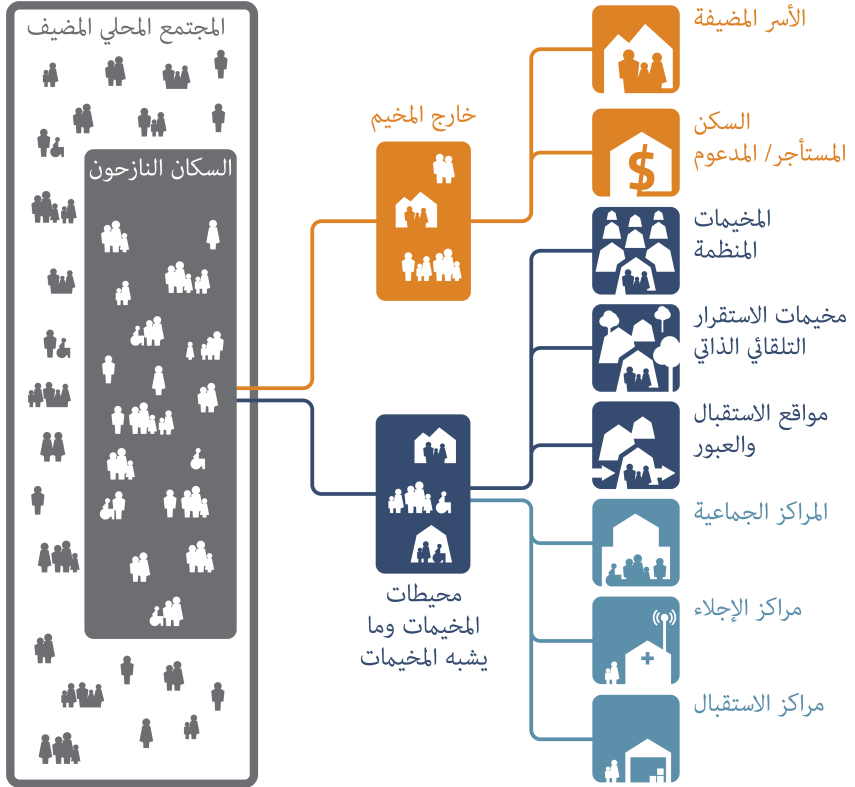 المجتمع المحلي المضيف
السكان النازحون
خارج المخيم
محيطات
المخيمات وما
يشبه المخيمات
الأسر المضيفة
السكن
المستأجر/ المدعوم
$
المخيمات
المنظمة
مخيمات الاستقرار
التلقائي الذاتي
مواقع الاستقبال
والعبور
المراكز الجماعية
مراكز الإجلاء
مراكز الاستقبال